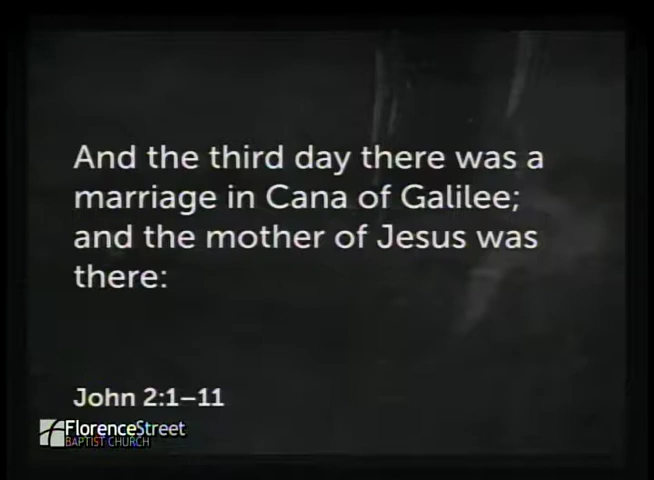 And the third day there was a
marriage in Cana of Galilee;
and the mother of Jesus was
there:
John 2:1–11
FlorenceStreet
BAPTIST CHURCH